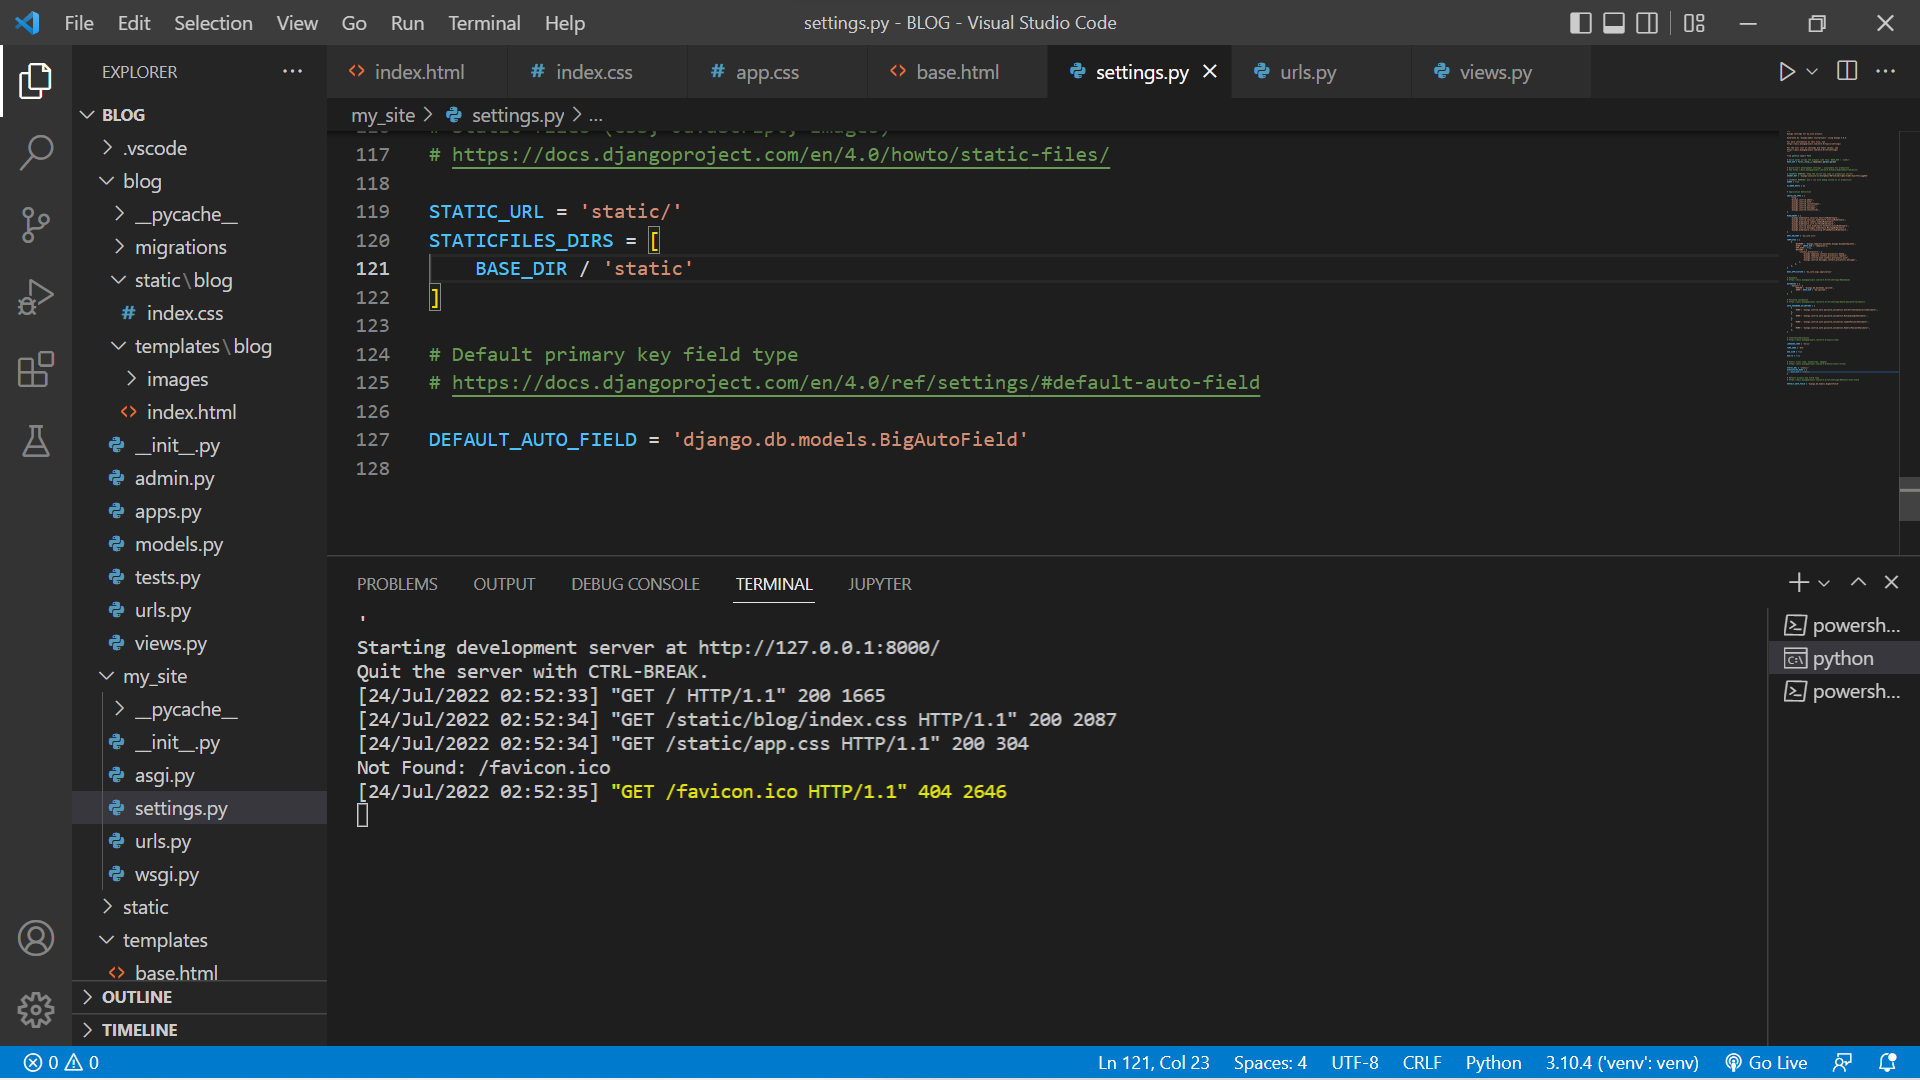 File Edit Selection View Go Run Terminal Help
settings.py - BLOG - Visual Studio Code
EXPLORER
BLOG
.vscode
blog
__pycache__
migrations
static\blog
index.css
templates\blog
images
index.html
__init__.py
admin.py
apps.py
models.py
tests.py
urls.py
views.py
my_site
__pycache__
__init__.py
asgi.py
settings.py
urls.py
wsgi.py
static
templates
base.html
OUTLINE
TIMELINE
index.html index.css app.css base.html settings.py urls.py views.py
my_site > settings.py > ...
117 # https://docs.djangoproject.com/en/4.0/howto/static-files/
118
119 STATIC_URL = 'static/'
120 STATICFILES_DIRS = [
121 BASE_DIR / 'static'
122 ]
123
124 # Default primary key field type
125 # https://docs.djangoproject.com/en/4.0/ref/settings/#default-auto-field
126
127 DEFAULT_AUTO_FIELD = 'django.db.models.BigAutoField'
128
PROBLEMS OUTPUT DEBUG CONSOLE TERMINAL JUPYTER
'
Starting development server at http://127.0.0.1:8000/
Quit the server with CTRL-BREAK.
[24/Jul/2022 02:52:33] "GET / HTTP/1.1" 200 1665
[24/Jul/2022 02:52:34] "GET /static/blog/index.css HTTP/1.1" 200 2087
[24/Jul/2022 02:52:34] "GET /static/app.css HTTP/1.1" 200 304
Not Found: /favicon.ico
[24/Jul/2022 02:52:35] "GET /favicon.ico HTTP/1.1" 404 2646
powersh...
python
powersh...
0 0
Ln 121, Col 23 Spaces: 4 UTF-8 CRLF Python 3.10.4 ('venv': venv) Go Live